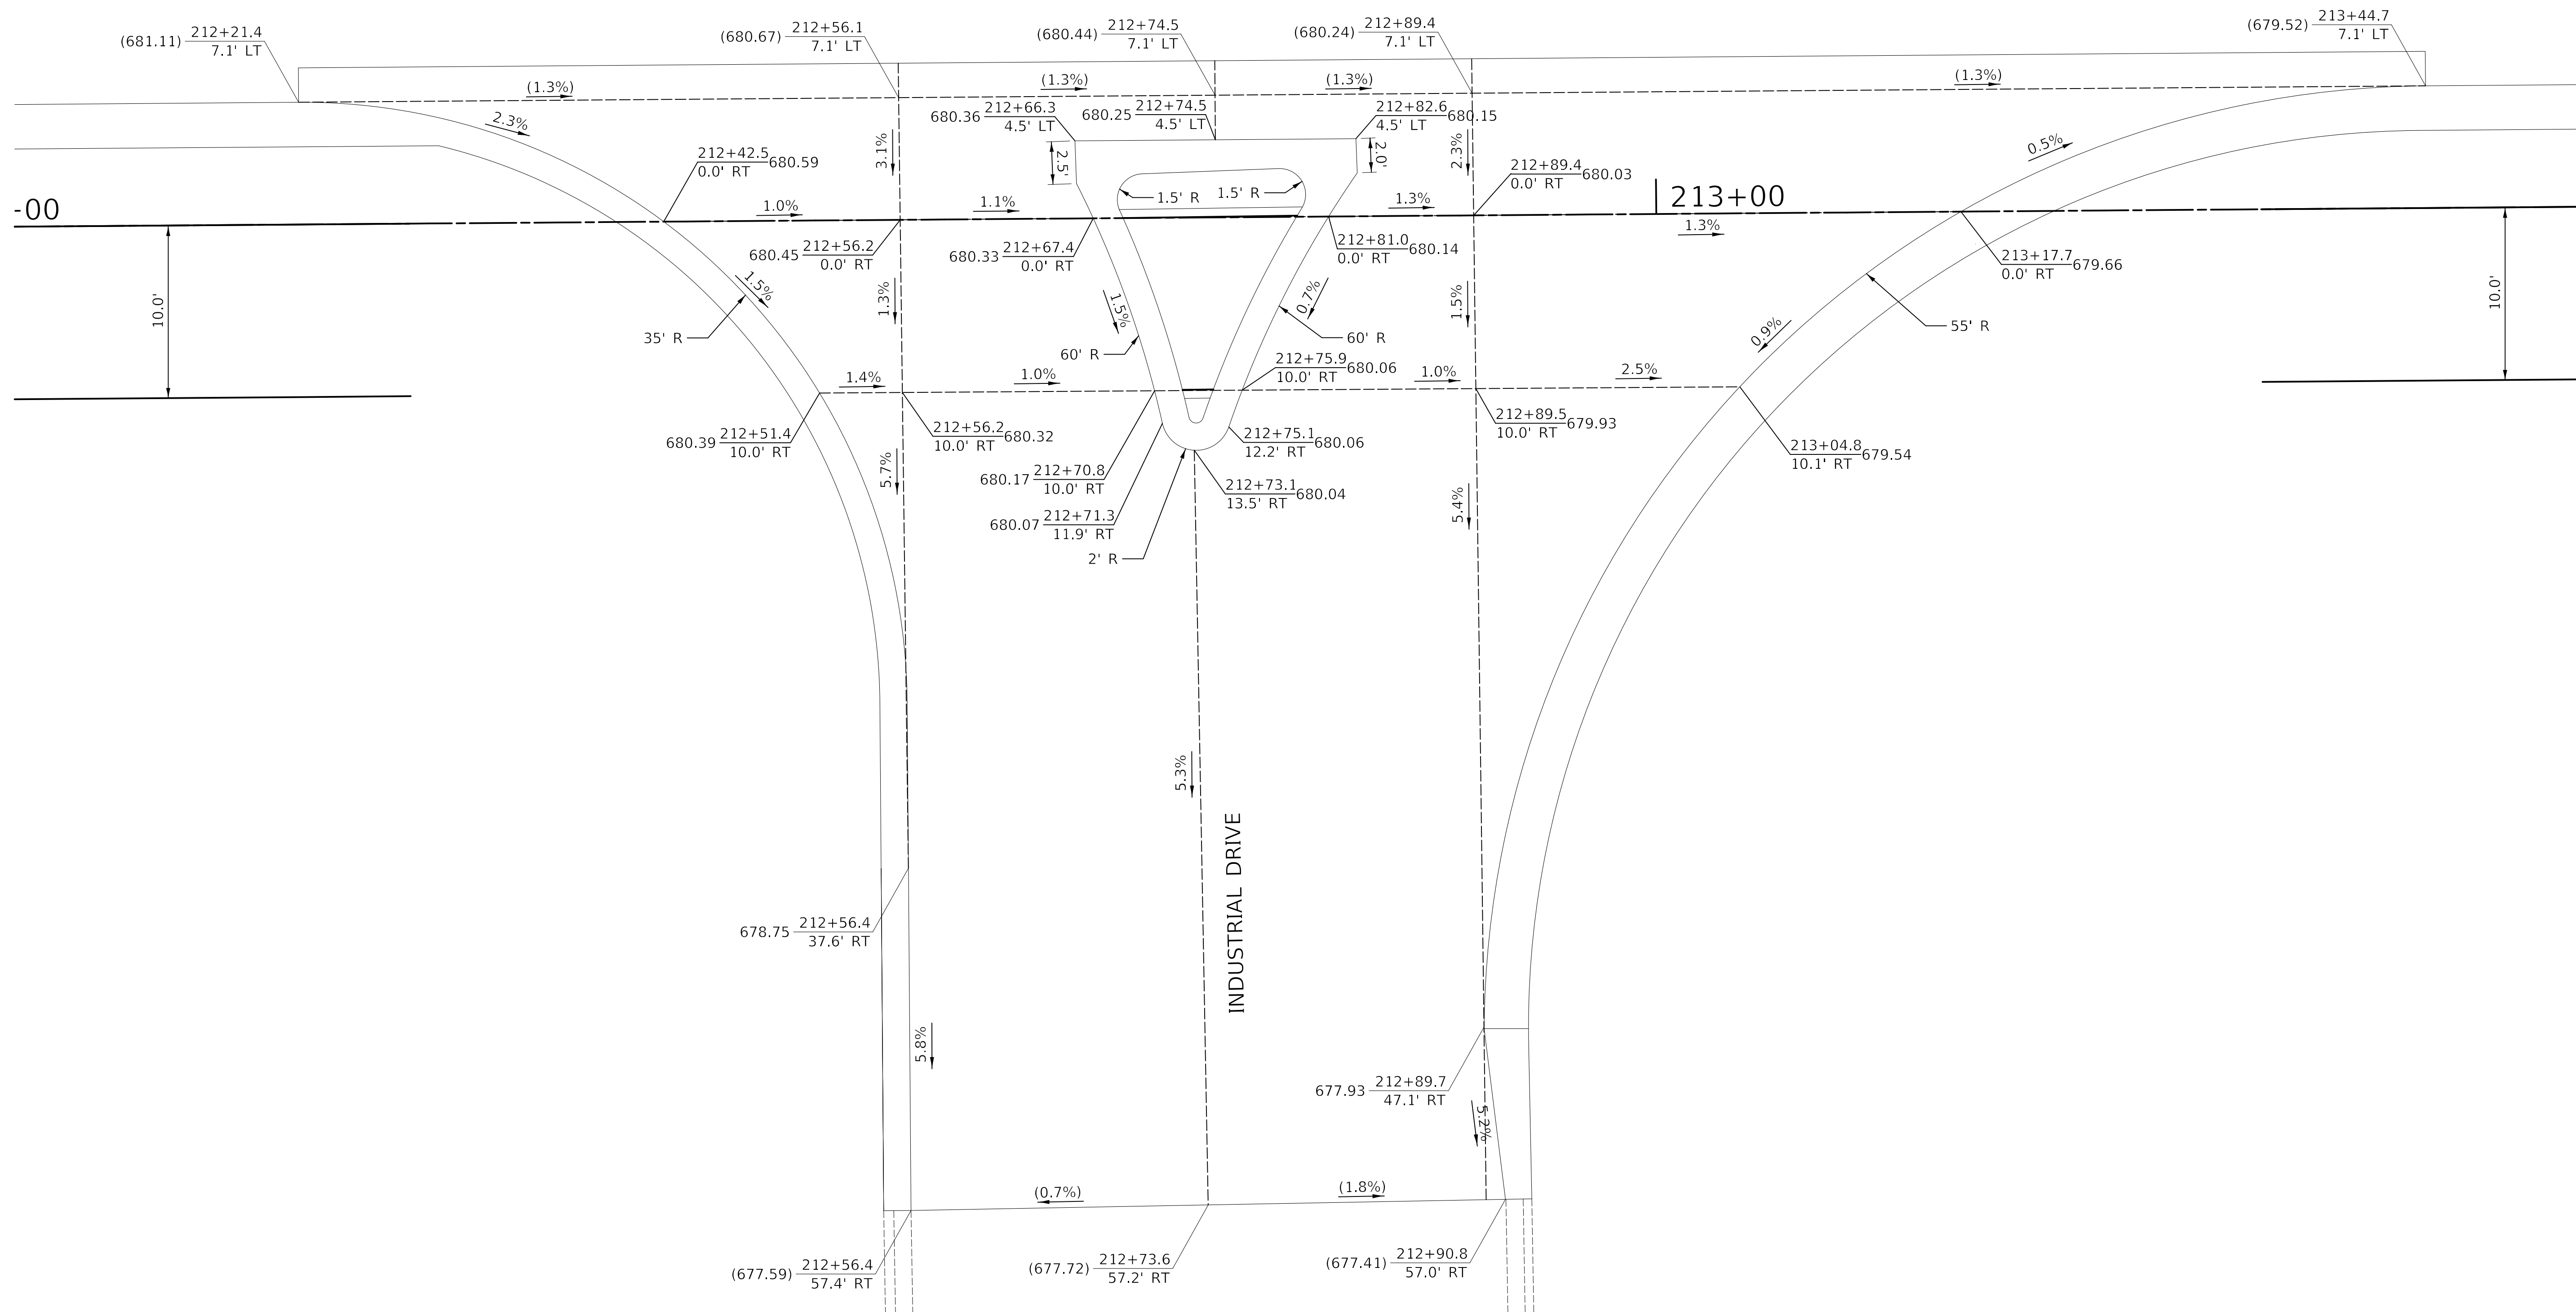 (681.11) 212+21.4
7.1' LT
(680.67) 212+56.1
7.1' LT
(680.44) 212+74.5
7.1' LT
(680.24) 212+89.4
7.1' LT
(679.52) 213+44.7
7.1' LT
(1.3%)
(1.3%)
(1.3%)
(1.3%)
2.3%
3.1%
680.36 212+66.3
4.5' LT
680.25 212+74.5
4.5' LT
212+82.6 680.15
4.5' LT
2.3%
0.5%
2.5'
2.0'
212+42.5 680.59
0.0' RT
212+89.4 680.03
0.0' RT
1.5' R
1.5' R
-00
1.0%
1.1%
1.3%
213+00
1.3%
680.45 212+56.2
0.0' RT
680.33 212+67.4
0.0' RT
212+81.0 680.14
0.0' RT
213+17.7 679.66
0.0' RT
10.0'
10.0'
1.5%
1.3%
1.5%
0.7%
1.5%
0.9%
35' R
60' R
60' R
55' R
1.4%
1.0%
212+75.9 680.06
10.0' RT
1.0%
2.5%
680.39 212+51.4
10.0' RT
212+56.2 680.32
10.0' RT
212+75.1 680.06
12.2' RT
212+89.5 679.93
10.0' RT
213+04.8 679.54
10.1' RT
5.7%
680.17 212+70.8
10.0' RT
212+73.1 680.04
13.5' RT
5.4%
680.07 212+71.3
11.9' RT
2' R
5.3%
INDUSTRIAL DRIVE
678.75 212+56.4
37.6' RT
5.8%
677.93 212+89.7
47.1' RT
5.2%
(0.7%)
(1.8%)
(677.59) 212+56.4
57.4' RT
(677.72) 212+73.6
57.2' RT
(677.41) 212+90.8
57.0' RT